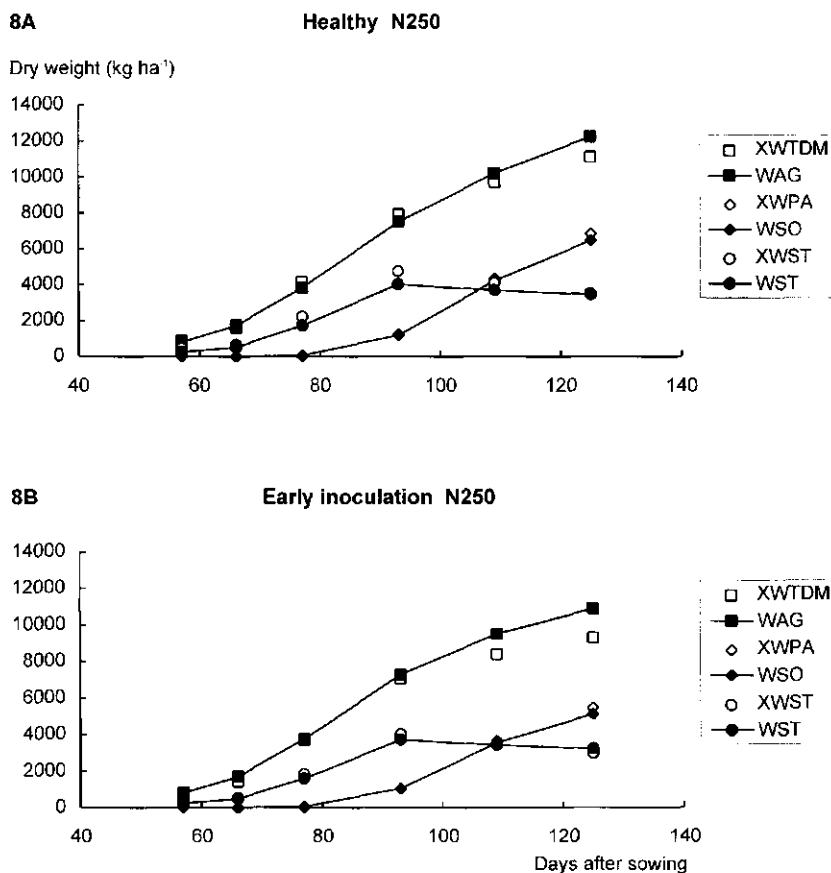 8A Healthy N250
Dry weight (kg ha⁻¹)
14000
12000
10000
8000
6000
4000
2000
0
40 60 80 100 120 140
XWTDM
WAG
XWPA
WSO
XWST
WST
8B Early inoculation N250
14000
12000
10000
8000
6000
4000
2000
0
40 60 80 100 120 140
Days after sowing
XWTDM
WAG
XWPA
WSO
XWST
WST